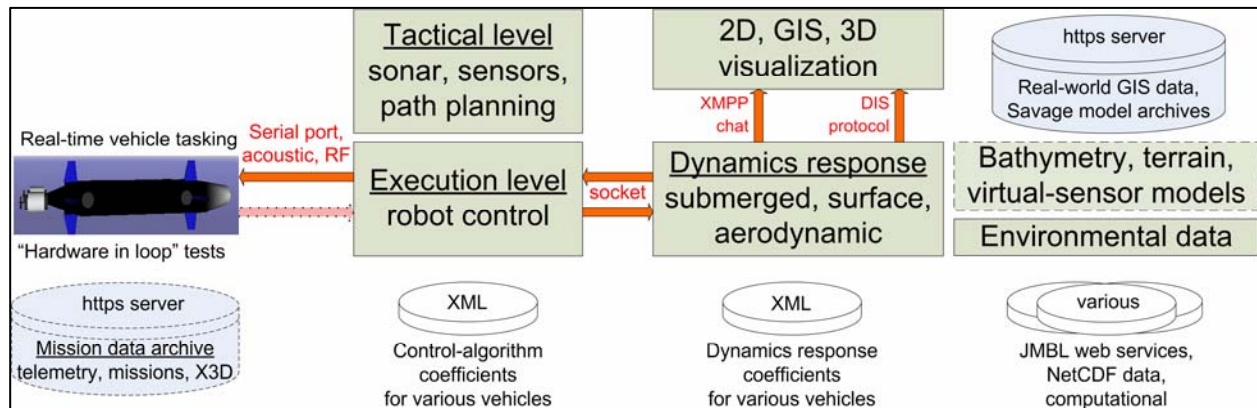 Tactical level
sonar, sensors,
path planning
2D, GIS, 3D
visualization
https server
Real-world GIS data,
Savage model archives
XMPP
chat
DIS
protocol
Real-time vehicle tasking
Serial port,
acoustic, RF
Execution level
robot control
socket
Dynamics response
submerged, surface,
aerodynamic
Bathymetry, terrain,
virtual-sensor models
Environmental data
“Hardware in loop” tests
https server
Mission data archive
telemetry, missions, X3D
XML
Control-algorithm
coefficients
for various vehicles
XML
Dynamics response
coefficients
for various vehicles
various
JMBL web services,
NetCDF data,
computational